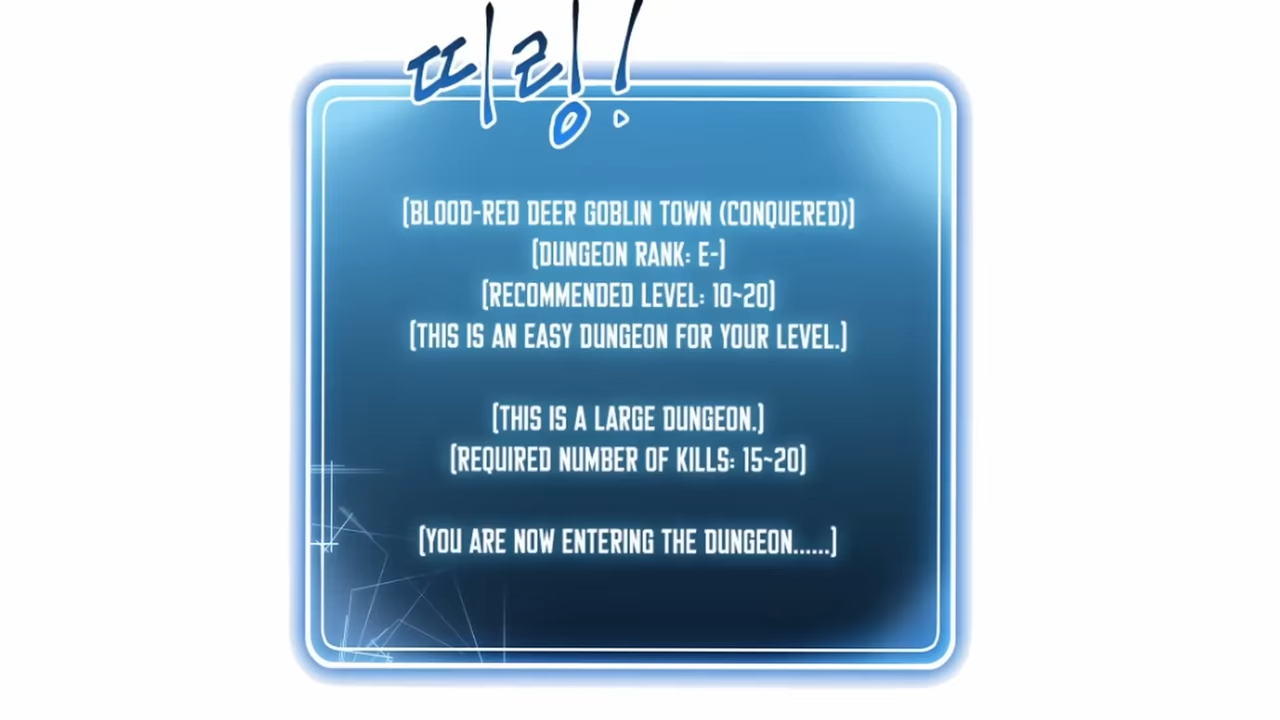 띠링!
[BLOOD-RED DEER GOBLIN TOWN (CONQUERED)]
[DUNGEON RANK: E-]
[RECOMMENDED LEVEL: 10~20]
[THIS IS AN EASY DUNGEON FOR YOUR LEVEL.]
[THIS IS A LARGE DUNGEON.]
[REQUIRED NUMBER OF KILLS: 15~20]
[YOU ARE NOW ENTERING THE DUNGEON......]